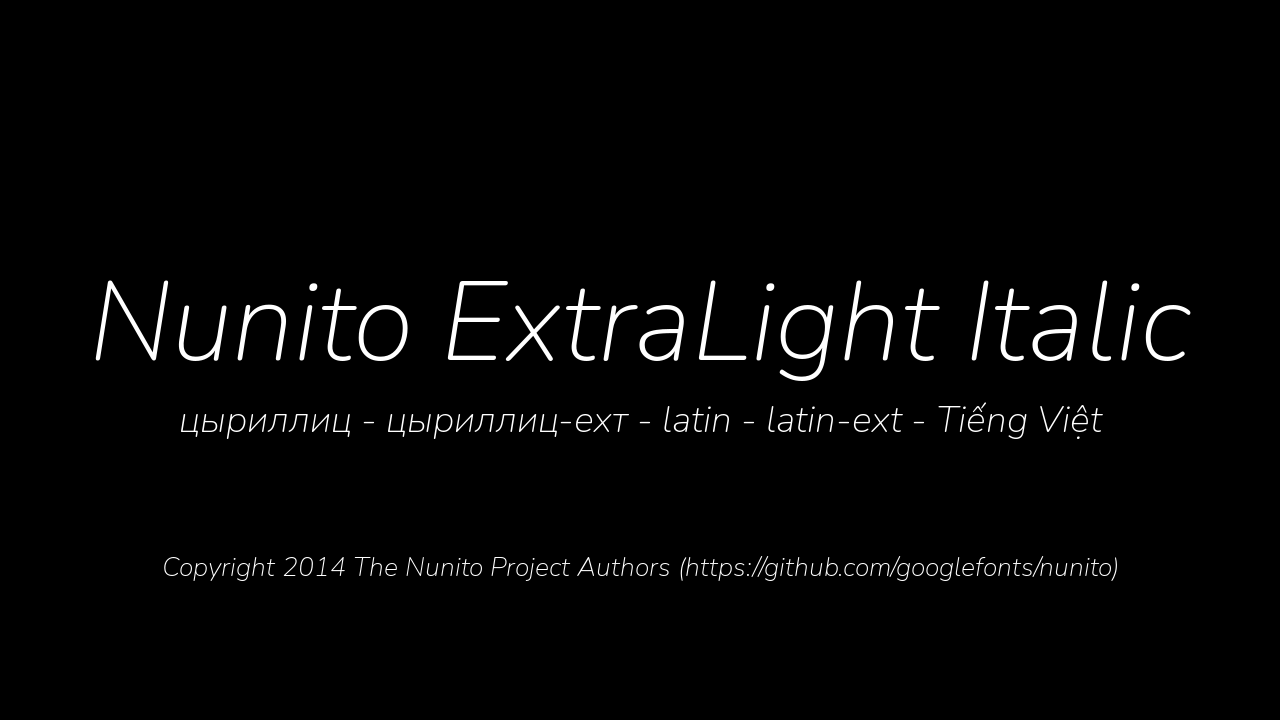 Nunito ExtraLight Italic
цыриллиц - цыриллиц-ехт - latin - latin-ext - Tiếng Việt
Copyright 2014 The Nunito Project Authors (https://github.com/googlefonts/nunito)